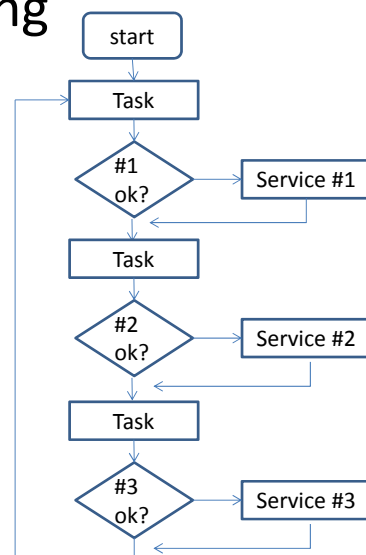 ng
start
Task
#1
ok?
Service #1
Task
#2
ok?
Service #2
Task
#3
ok?
Service #3